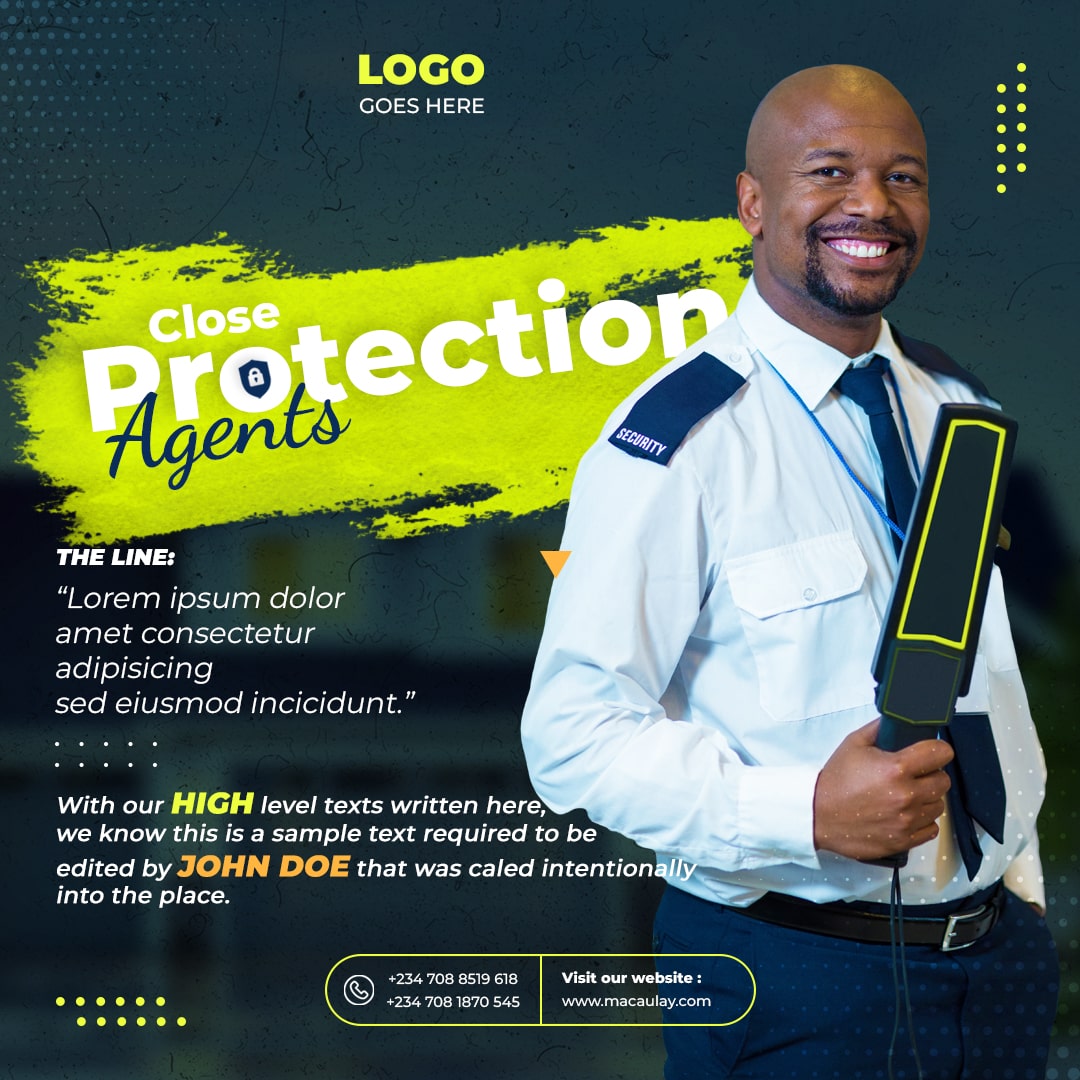 LOGO
GOES HERE
Close
Protection
Agents
SECURITY
THE LINE:
“Lorem ipsum dolor
amet consectetur
adipisicing
sed eiusmod incicidunt.”
With our HIGH level texts written here,
we know this is a sample text required to be
edited by JOHN DOE that was caled intentionally
into the place.
+234 708 8519 618
+234 708 1870 545
Visit our website :
www.macaulay.com